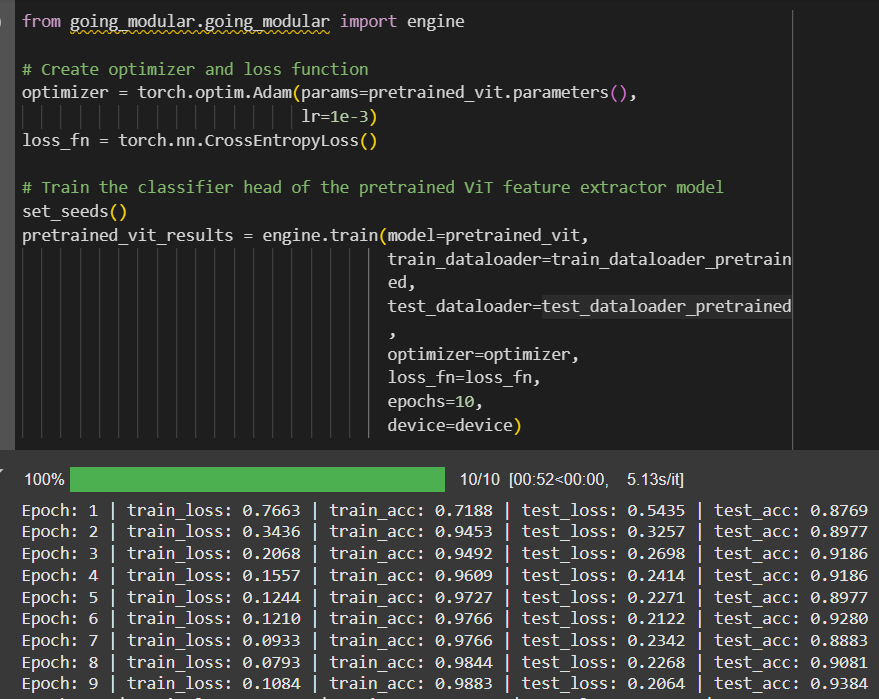 from going_modular.going_modular import engine
# Create optimizer and loss function
optimizer = torch.optim.Adam(params=pretrained_vit.parameters(),
lr=1e-3)
loss_fn = torch.nn.CrossEntropyLoss()
# Train the classifier head of the pretrained ViT feature extractor model
set_seeds()
pretrained_vit_results = engine.train(model=pretrained_vit,
train_dataloader=train_dataloader_pretrain
ed,
test_dataloader=test_dataloader_pretrained
,
optimizer=optimizer,
loss_fn=loss_fn,
epochs=10,
device=device)
100% 10/10 [00:52<00:00, 5.13s/it]
Epoch: 1 | train_loss: 0.7663 | train_acc: 0.7188 | test_loss: 0.5435 | test_acc: 0.8769
Epoch: 2 | train_loss: 0.3436 | train_acc: 0.9453 | test_loss: 0.3257 | test_acc: 0.8977
Epoch: 3 | train_loss: 0.2068 | train_acc: 0.9492 | test_loss: 0.2698 | test_acc: 0.9186
Epoch: 4 | train_loss: 0.1557 | train_acc: 0.9609 | test_loss: 0.2414 | test_acc: 0.9186
Epoch: 5 | train_loss: 0.1244 | train_acc: 0.9727 | test_loss: 0.2271 | test_acc: 0.8977
Epoch: 6 | train_loss: 0.1210 | train_acc: 0.9766 | test_loss: 0.2122 | test_acc: 0.9280
Epoch: 7 | train_loss: 0.0933 | train_acc: 0.9766 | test_loss: 0.2342 | test_acc: 0.8883
Epoch: 8 | train_loss: 0.0793 | train_acc: 0.9844 | test_loss: 0.2268 | test_acc: 0.9081
Epoch: 9 | train_loss: 0.1084 | train_acc: 0.9883 | test_loss: 0.2064 | test_acc: 0.9384